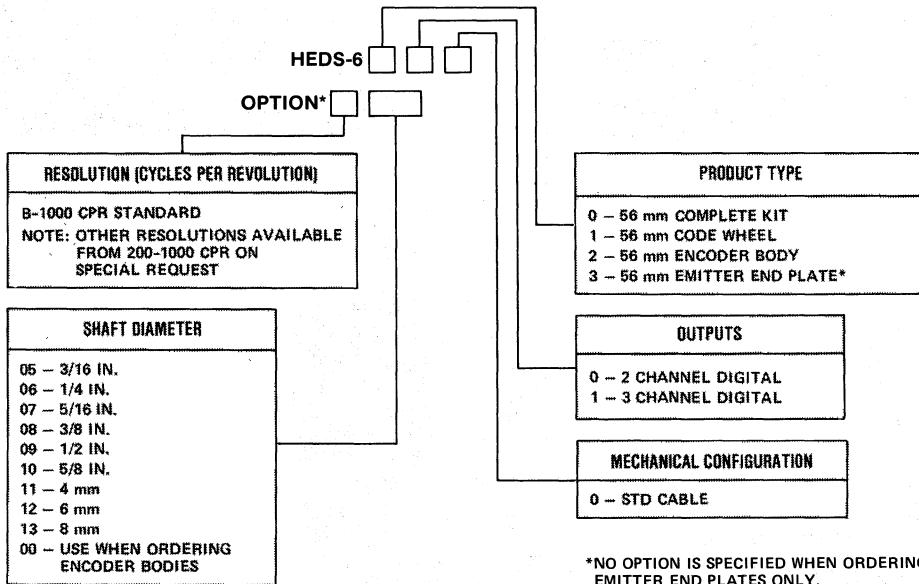 HEDS-6
OPTION*
RESOLUTION (CYCLES PER REVOLUTION)
B-1000 CPR STANDARD
NOTE: OTHER RESOLUTIONS AVAILABLE
FROM 200-1000 CPR ON
SPECIAL REQUEST
SHAFT DIAMETER
05 – 3/16 IN.
06 – 1/4 IN.
07 – 5/16 IN.
08 – 3/8 IN.
09 – 1/2 IN.
10 – 5/8 IN.
11 – 4 mm
12 – 6 mm
13 – 8 mm
00 – USE WHEN ORDERING
ENCODER BODIES
PRODUCT TYPE
0 – 56 mm COMPLETE KIT
1 – 56 mm CODE WHEEL
2 – 56 mm ENCODER BODY
3 – 56 mm EMITTER END PLATE*
OUTPUTS
0 – 2 CHANNEL DIGITAL
1 – 3 CHANNEL DIGITAL
MECHANICAL CONFIGURATION
0 – STD CABLE
*NO OPTION IS SPECIFIED WHEN ORDERING
EMITTER END PLATES ONLY.